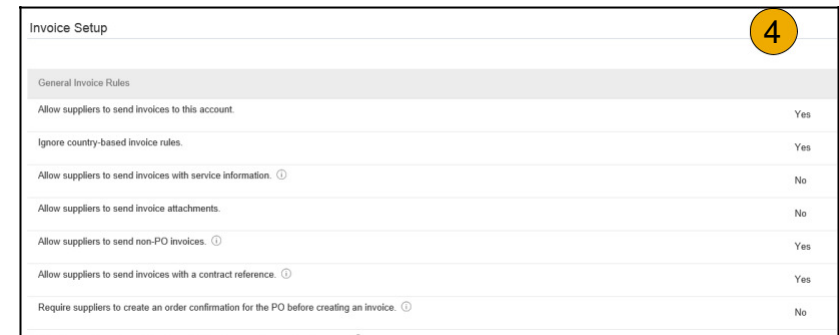 Invoice Setup
4
General Invoice Rules
Allow suppliers to send invoices to this account. Yes
Ignore country-based invoice rules. Yes
Allow suppliers to send invoices with service information. No
Allow suppliers to send invoice attachments. No
Allow suppliers to send non-PO invoices. Yes
Allow suppliers to send invoices with a contract reference. Yes
Require suppliers to create an order confirmation for the PO before creating an invoice. No